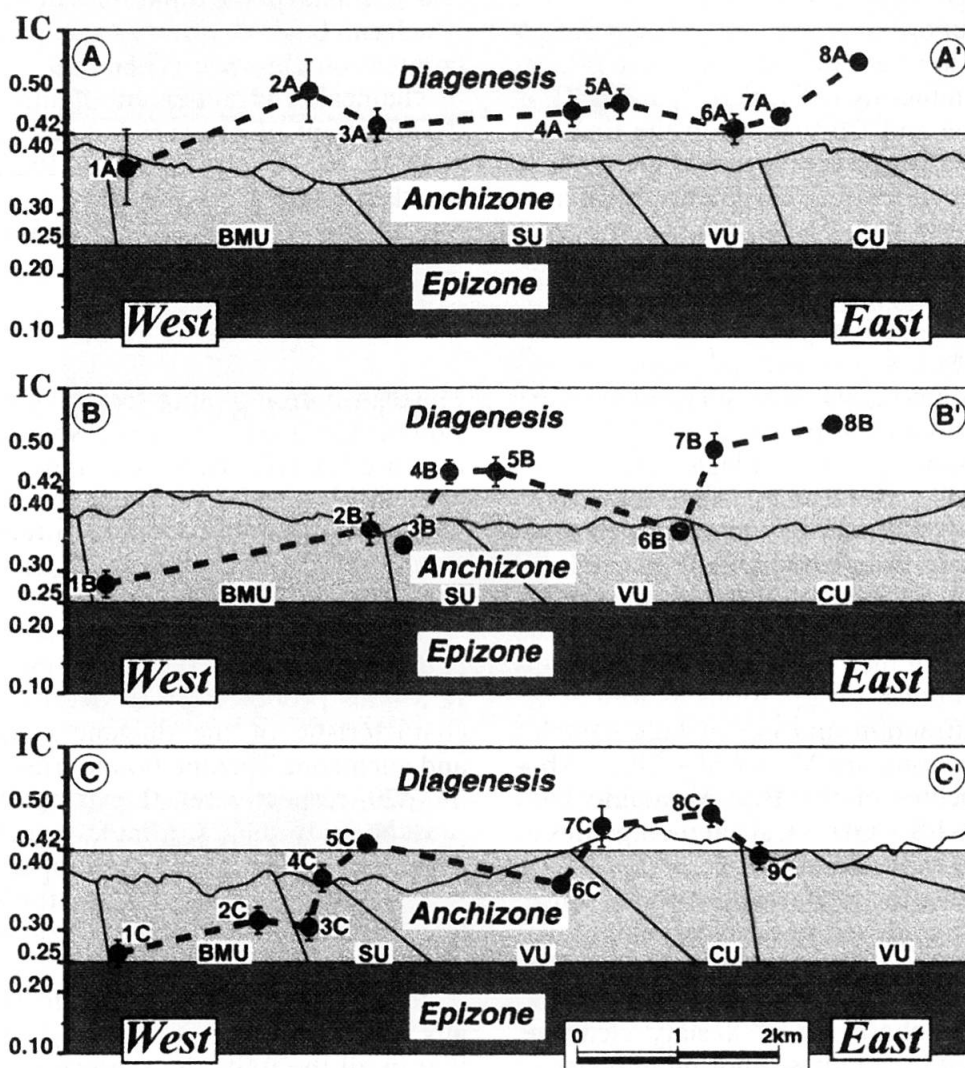 IC
A
A'
Diagenesis
0.50
0.42
0.40
0.30
0.25
0.20
0.10
1A
2A
3A
4A
5A
6A
7A
8A
Anchizone
BMU
SU
VU
CU
Epizone
West
East
IC
B
B'
Diagenesis
0.50
0.42
0.40
0.30
0.25
0.20
0.10
1B
2B
3B
4B
5B
6B
7B
8B
Anchizone
BMU
SU
VU
CU
Epizone
West
East
IC
C
C'
Diagenesis
0.50
0.42
0.40
0.30
0.25
0.20
0.10
1C
2C
3C
4C
5C
6C
7C
8C
9C
Anchizone
BMU
SU
VU
CU
VU
Epizone
West
East
0 1 2km